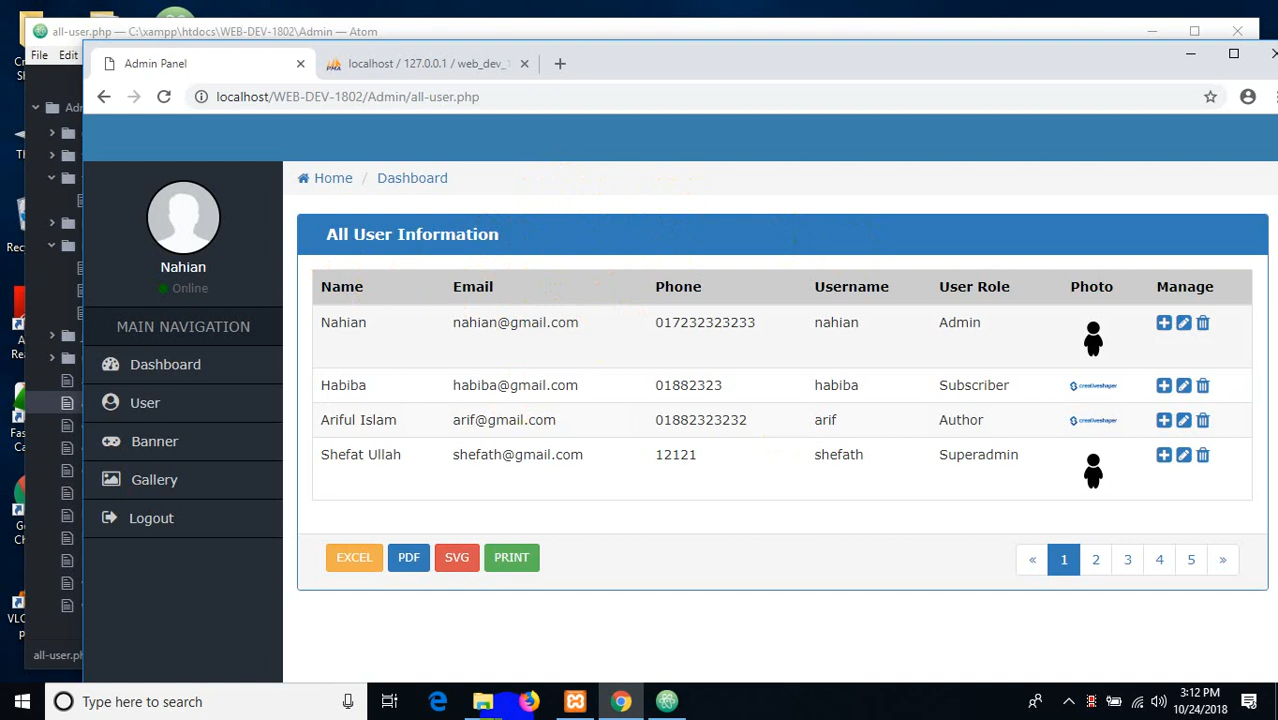 all-user.php — C:\xampp\htdocs\WEB-DEV-1802\Admin — Atom
File Edit
Admin Panel
localhost / 127.0.0.1 / web_dev_1
localhost/WEB-DEV-1802/Admin/all-user.php
Home / Dashboard
Nahian
Online
MAIN NAVIGATION
Dashboard
User
Banner
Gallery
Logout
All User Information
Name Email Phone Username User Role Photo Manage
Nahian nahian@gmail.com 017232323233 nahian Admin
Habiba habiba@gmail.com 01882323 habiba Subscriber creativeshaper
Ariful Islam arif@gmail.com 01882323232 arif Author creativeshaper
Shefat Ullah shefath@gmail.com 12121 shefath Superadmin
EXCEL PDF SVG PRINT
« 1 2 3 4 5 »
all-user.ph
Type here to search
3:12 PM
10/24/2018